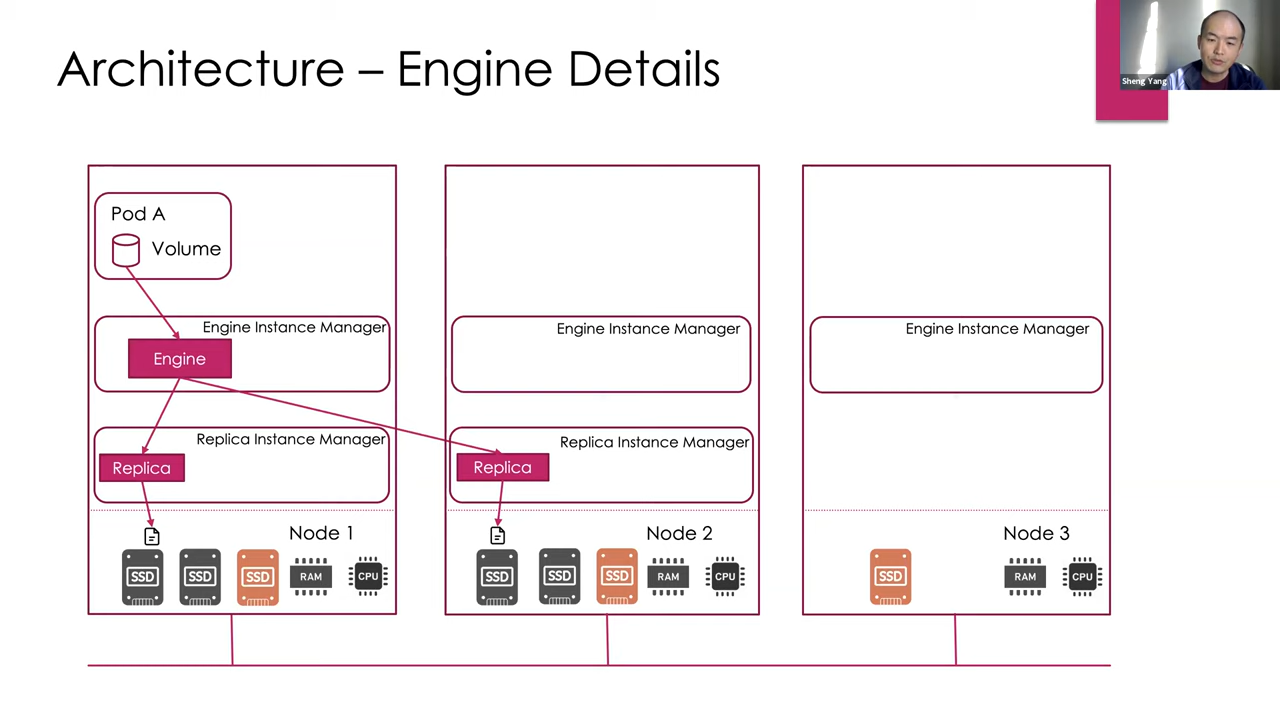 Architecture – Engine Details
Sheng Yang
Pod A
Volume
Engine Instance Manager
Engine
Replica Instance Manager
Replica
Node 1
SSD
SSD
SSD
RAM
CPU
Engine Instance Manager
Replica Instance Manager
Replica
Node 2
SSD
SSD
SSD
RAM
CPU
Engine Instance Manager
Node 3
SSD
RAM
CPU